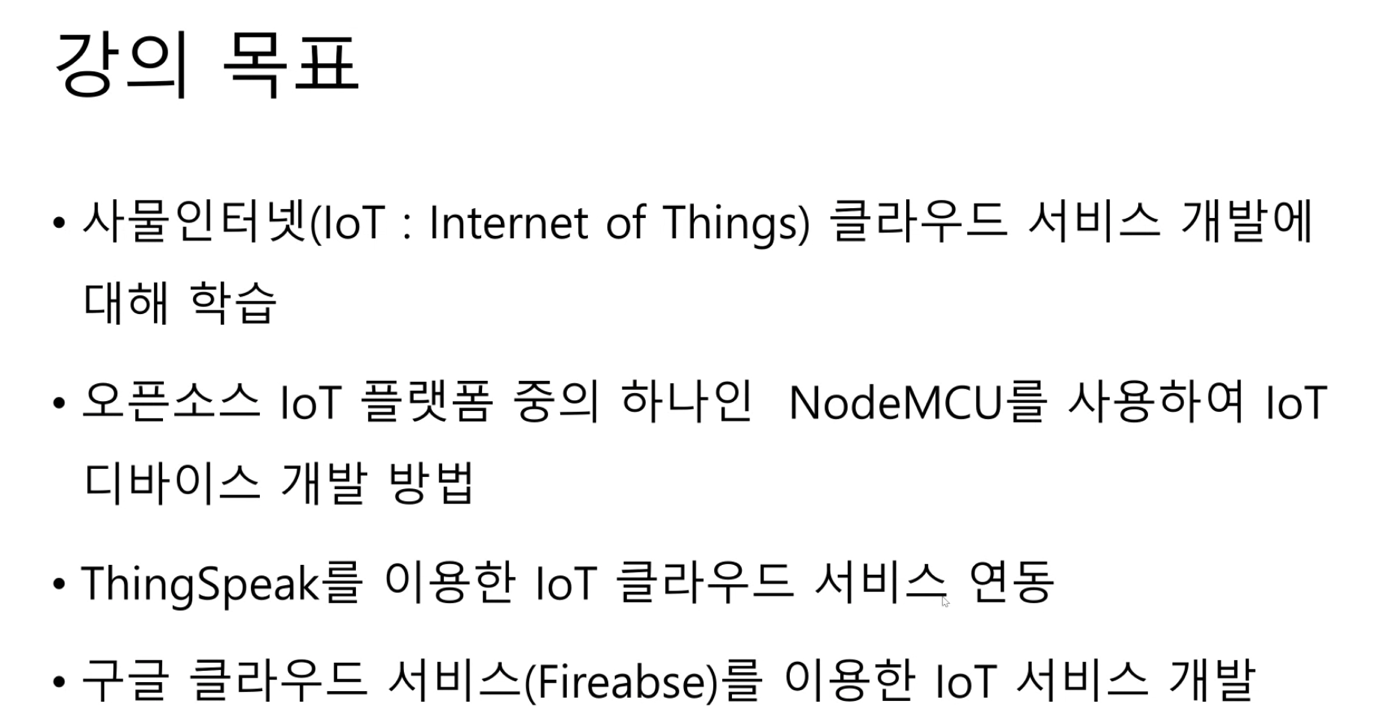 강의 목표
• 사물인터넷(IoT : Internet of Things) 클라우드 서비스 개발에
대해 학습
• 오픈소스 IoT 플랫폼 중의 하나인  NodeMCU를 사용하여 IoT
디바이스 개발 방법
• ThingSpeak를 이용한 IoT 클라우드 서비스 연동
• 구글 클라우드 서비스(Fireabse)를 이용한 IoT 서비스 개발